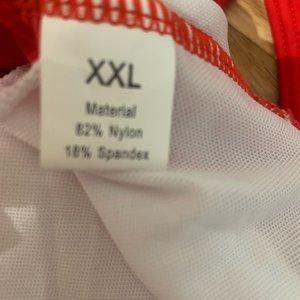 XXL
Material
82% Nylon
18% Spandex